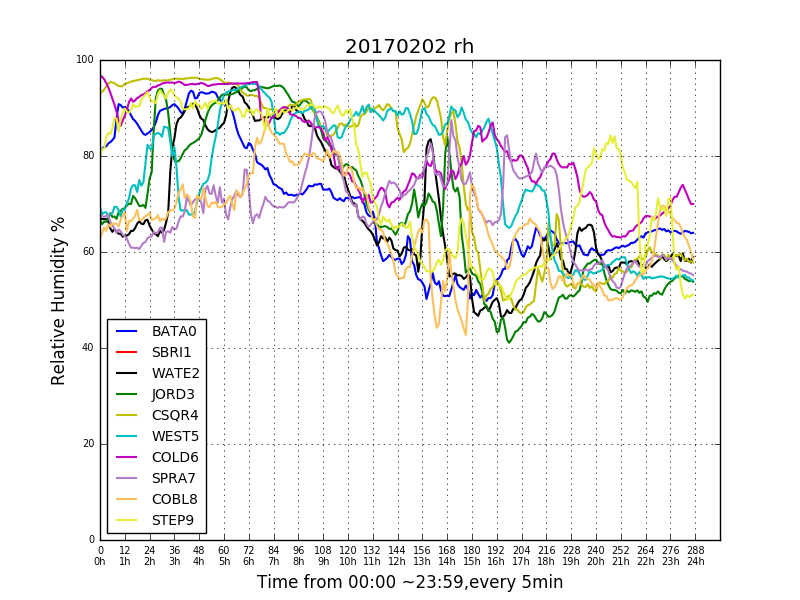 20170202 rh
Relative Humidity %
100
80
60
40
20
0
BATA0
SBRI1
WATE2
JORD3
CSQR4
WEST5
COLD6
SPRA7
COBL8
STEP9
0 12 24 36 48 60 72 84 96 108 120 132 144 156 168 180 192 204 216 228 240 252 264 276 288
0h 1h 2h 3h 4h 5h 6h 7h 8h 9h 10h 11h 12h 13h 14h 15h 16h 17h 18h 19h 20h 21h 22h 23h 24h
Time from 00:00 ~23:59,every 5min